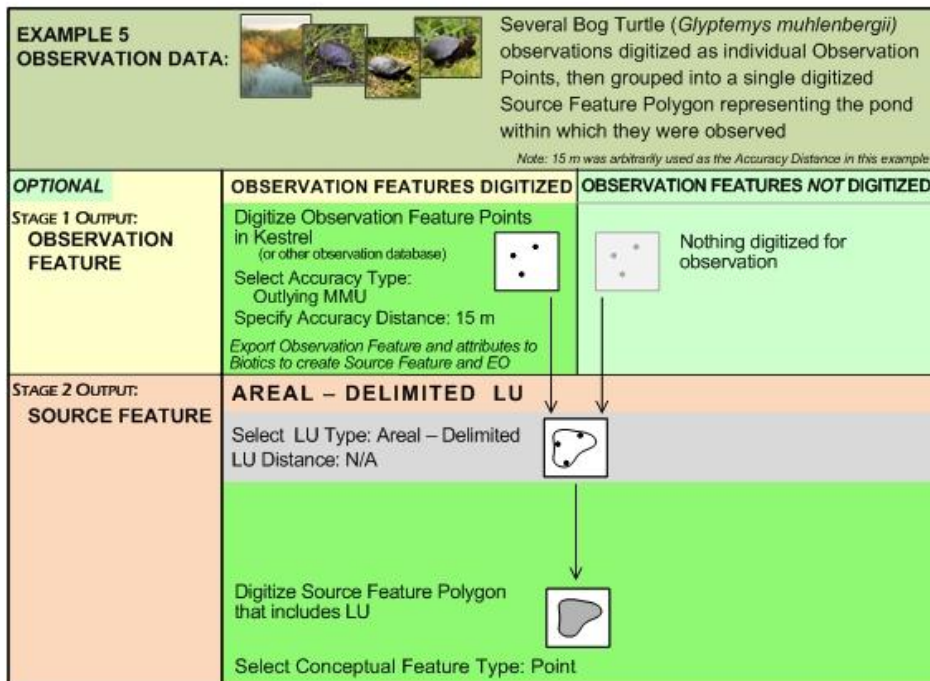 EXAMPLE 5
OBSERVATION DATA:
Several Bog Turtle (Glyptemys muhlenbergii)
observations digitized as individual Observation
Points, then grouped into a single digitized
Source Feature Polygon representing the pond
within which they were observed
Note: 15 m was arbitrarily used as the Accuracy Distance in this example
OPTIONAL
OBSERVATION FEATURES DIGITIZED
OBSERVATION FEATURES NOT DIGITIZED
STAGE 1 OUTPUT:
OBSERVATION
FEATURE
Digitize Observation Feature Points
in Kestrel
(or other observation database)
Select Accuracy Type:
Outlying MMU
Specify Accuracy Distance: 15 m
Export Observation Feature and attributes to
Biotics to create Source Feature and EO
Nothing digitized for
observation
STAGE 2 OUTPUT:
SOURCE FEATURE
AREAL – DELIMITED LU
Select LU Type: Areal – Delimited
LU Distance: N/A
Digitize Source Feature Polygon
that includes LU
Select Conceptual Feature Type: Point